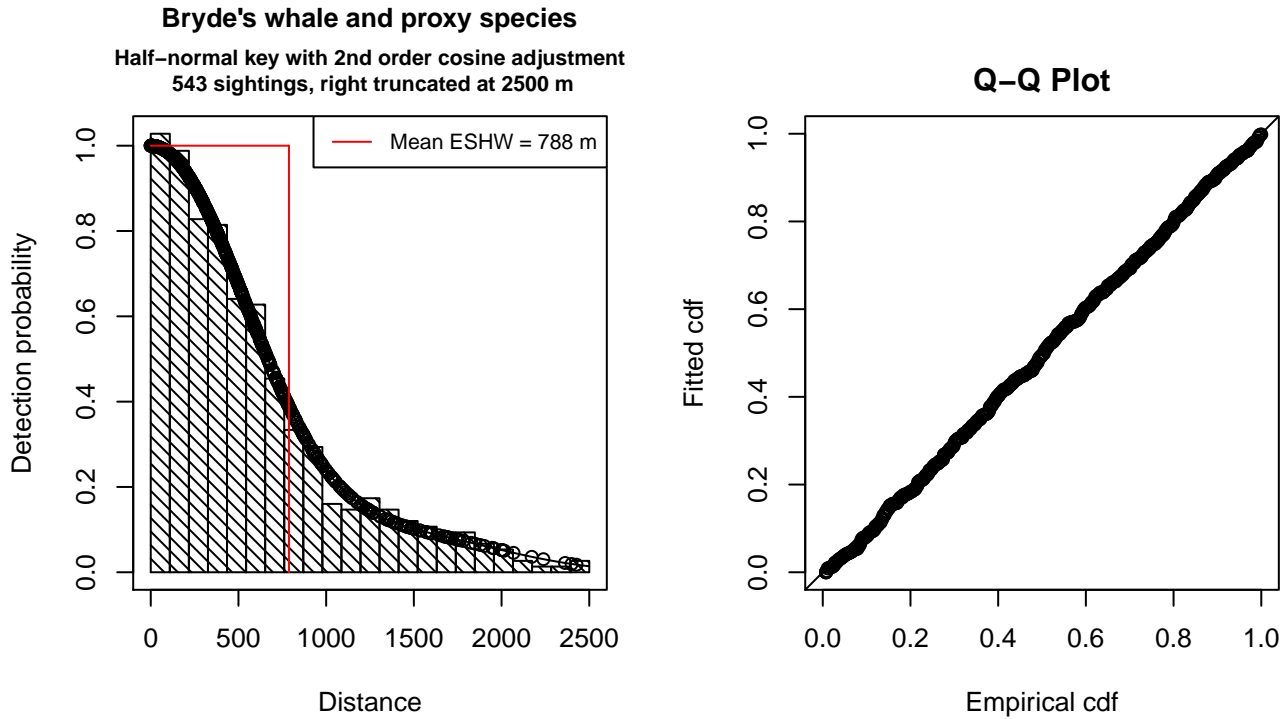 Bryde's whale and proxy species
Half−normal key with 2nd order cosine adjustment
543 sightings, right truncated at 2500 m
Mean ESHW = 788 m
Detection probability
0.0 0.2 0.4 0.6 0.8 1.0
0 500 1000 1500 2000 2500
Distance
Q−Q Plot
Fitted cdf
0.0 0.2 0.4 0.6 0.8 1.0
0.0 0.2 0.4 0.6 0.8 1.0
Empirical cdf